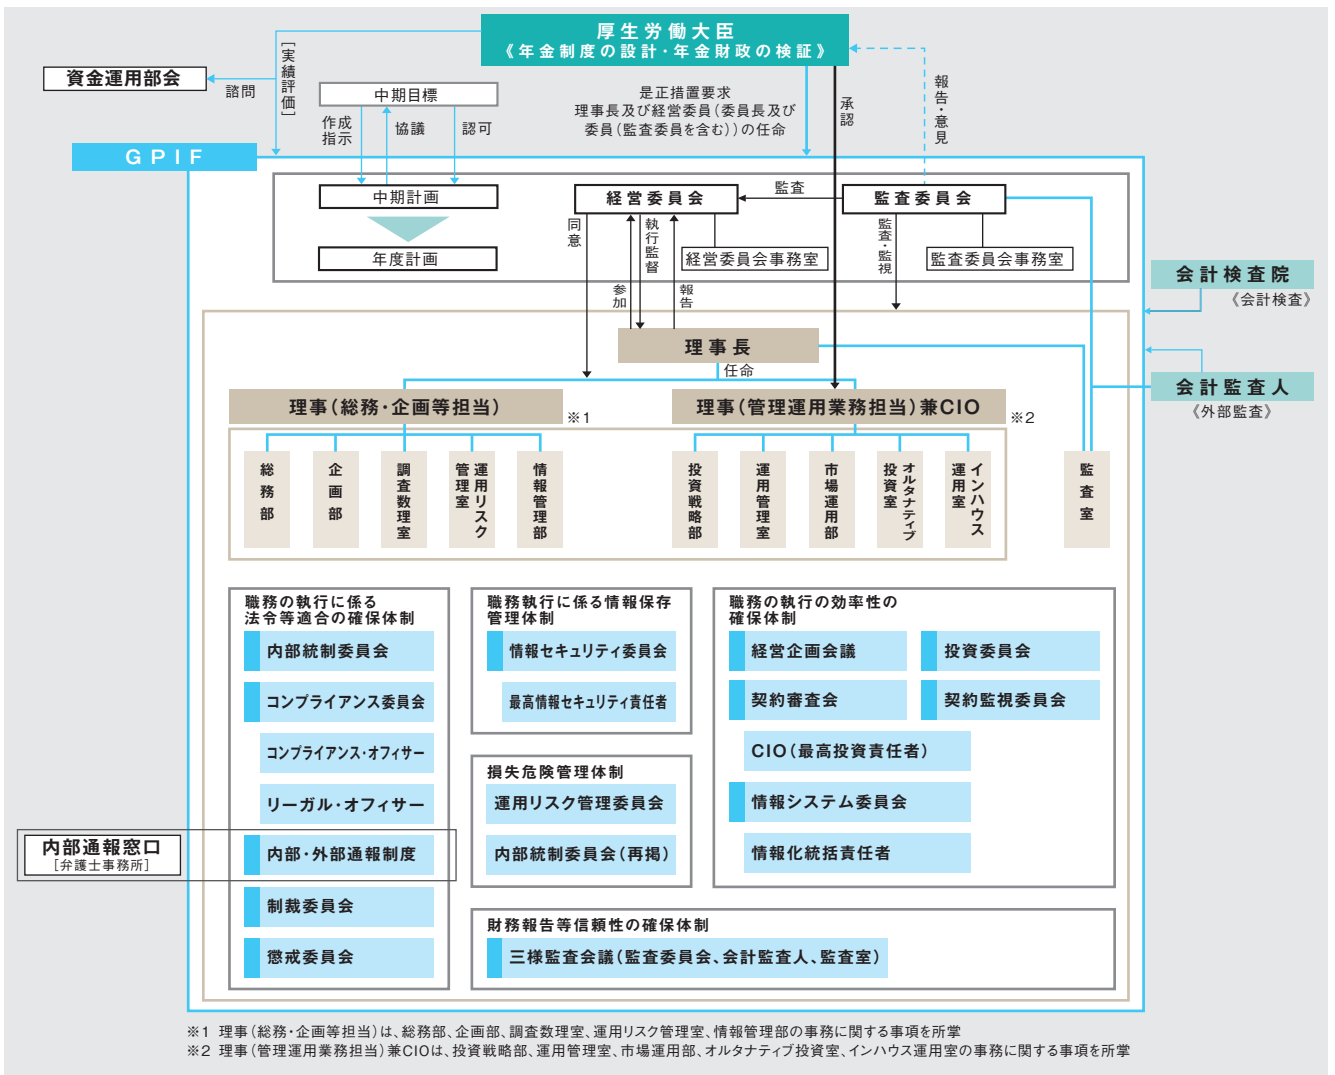 厚生労働大臣
《年金制度の設計・年金財政の検証》
[実績評価]
資金運用部会
諮問
中期目標
作成
指示
協議
認可
是正措置要求
理事長及び経営委員(委員長及び
委員(監査委員を含む))の任命
承認
報告・意見
GPIF
中期計画
年度計画
経営委員会
監査
監査委員会
同意
執行監督
経営委員会事務室
監査・監視
監査委員会事務室
参加
報告
会計検査院
《会計検査》
理事長
任命
会計監査人
《外部監査》
理事(総務・企画等担当)
※1
理事(管理運用業務担当)兼CIO
※2
総務部
企画部
調査数理室
運用リスク
管理室
情報管理部
投資戦略部
運用管理室
市場運用部
オルタナティブ
投資室
インハウス
運用室
監査室
職務の執行に係る
法令等適合の確保体制
内部統制委員会
コンプライアンス委員会
コンプライアンス・オフィサー
リーガル・オフィサー
内部通報窓口
[弁護士事務所]
内部・外部通報制度
制裁委員会
懲戒委員会
職務執行に係る情報保存
管理体制
情報セキュリティ委員会
最高情報セキュリティ責任者
損失危険管理体制
運用リスク管理委員会
内部統制委員会(再掲)
職務の執行の効率性の
確保体制
経営企画会議
投資委員会
契約審査会
契約監視委員会
CIO(最高投資責任者)
情報システム委員会
情報化統括責任者
財務報告等信頼性の確保体制
三様監査会議(監査委員会、会計監査人、監査室)
※1 理事(総務・企画等担当)は、総務部、企画部、調査数理室、運用リスク管理室、情報管理部の事務に関する事項を所掌
※2 理事(管理運用業務担当)兼CIOは、投資戦略部、運用管理室、市場運用部、オルタナティブ投資室、インハウス運用室の事務に関する事項を所掌